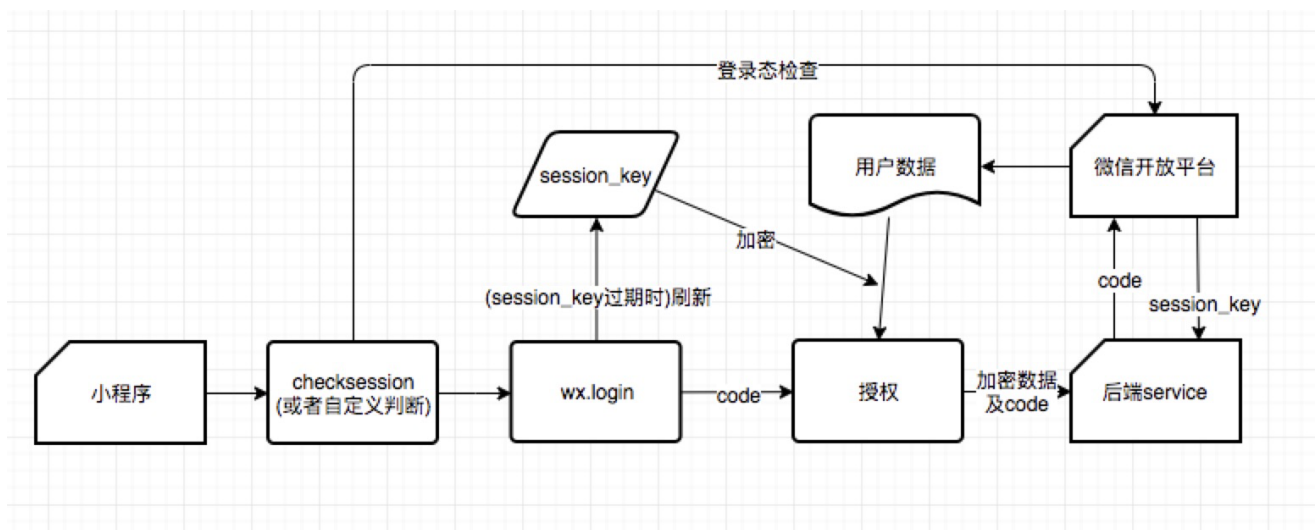 登录态检查
session_key
用户数据
微信开放平台
加密
(session_key过期时)刷新
code
session_key
小程序
checksession
(或者自定义判断)
wx.login
code
授权
加密数据
及code
后端service